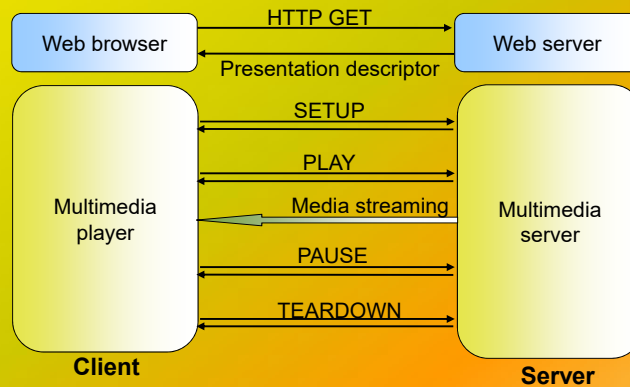 HTTP GET
Web browser
Web server
Presentation descriptor
SETUP
PLAY
Media streaming
Multimedia
player
Multimedia
server
PAUSE
TEARDOWN
Client
Server